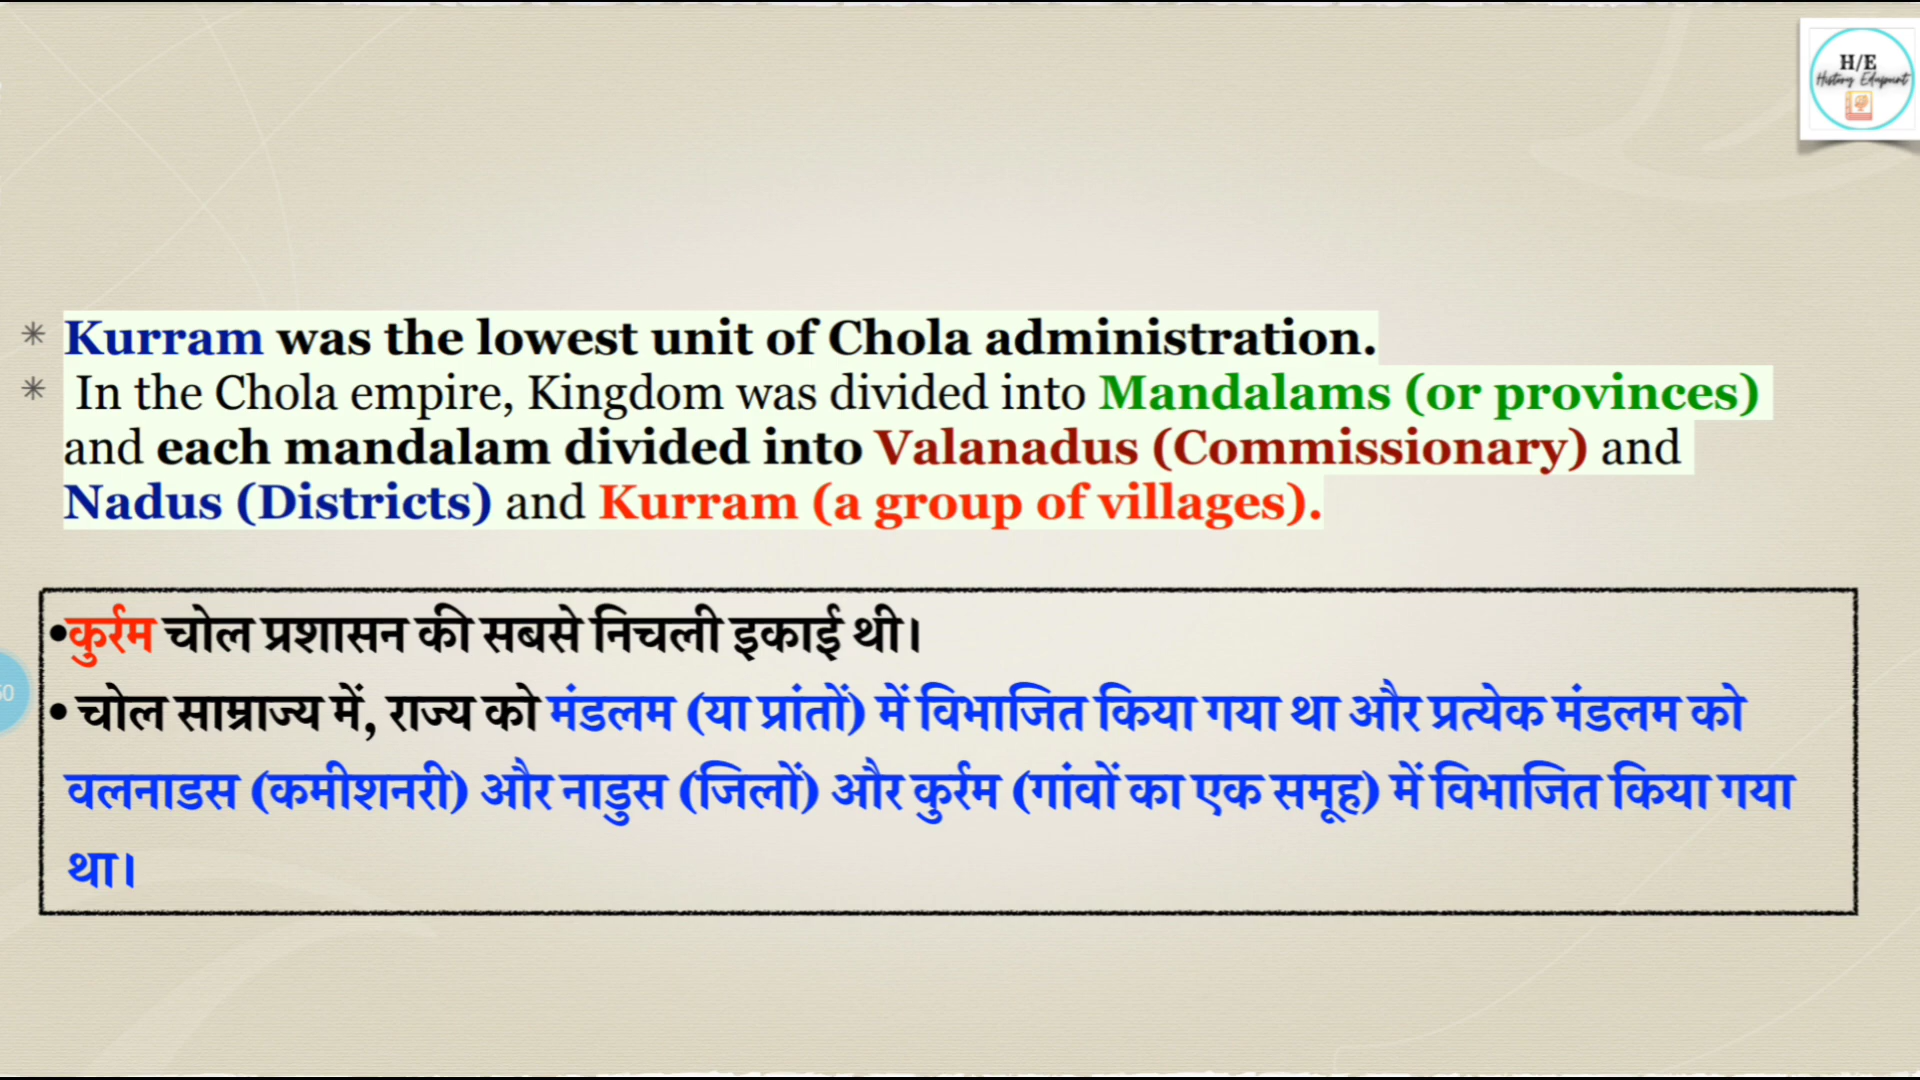 H/E
History Edupoint
Kurram was the lowest unit of Chola administration.
In the Chola empire, Kingdom was divided into Mandalams (or provinces)
and each mandalam divided into Valanadus (Commissionary) and
Nadus (Districts) and Kurram (a group of villages).
•कुर्रम चोल प्रशासन की सबसे निचली इकाई थी।
• चोल साम्राज्य में, राज्य को मंडलम (या प्रांतों) में विभाजित किया गया था और प्रत्येक मंडलम को
वलनाडस (कमीशनरी) और नाडुस (जिलों) और कुर्रम (गांवों का एक समूह) में विभाजित किया गया
था।